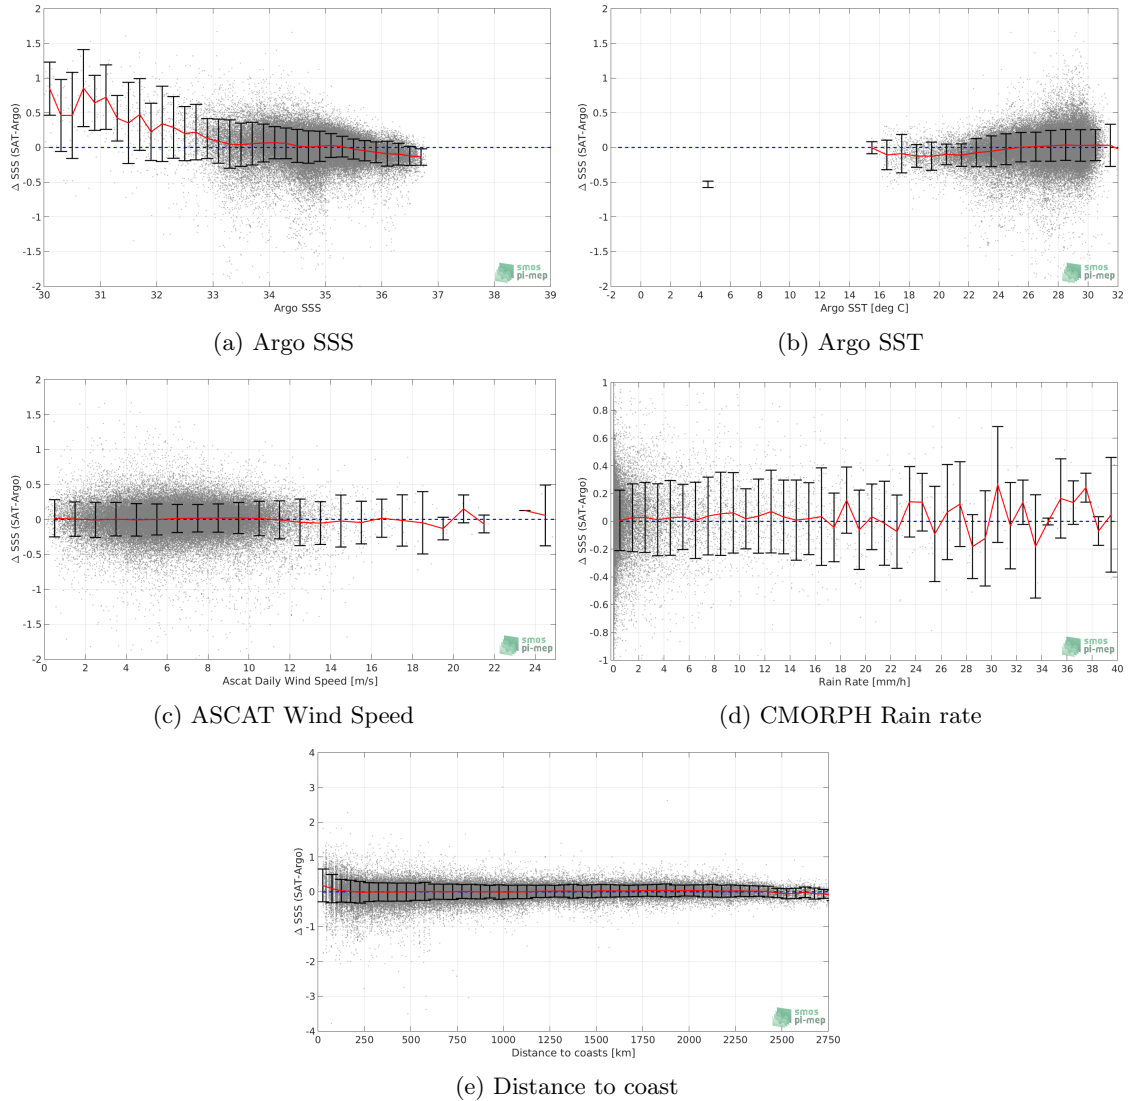 2
1.5
1
0.5
0
-0.5
-1
-1.5
-2
Δ SSS (SAT-Argo)
30 31 32 33 34 35 36 37 38 39
Argo SSS
smos
pi-mep
(a) Argo SSS
2
1.5
1
0.5
0
-0.5
-1
-1.5
-2
Δ SSS (SAT-Argo)
-2 0 2 4 6 8 10 12 14 16 18 20 22 24 26 28 30 32
Argo SST [deg C]
smos
pi-mep
(b) Argo SST
2
1.5
1
0.5
0
-0.5
-1
-1.5
-2
Δ SSS (SAT-Argo)
0 2 4 6 8 10 12 14 16 18 20 22 24
Ascat Daily Wind Speed [m/s]
smos
pi-mep
(c) ASCAT Wind Speed
1
0.8
0.6
0.4
0.2
0
-0.2
-0.4
-0.6
-0.8
-1
Δ SSS (SAT-Argo)
0 2 4 6 8 10 12 14 16 18 20 22 24 26 28 30 32 34 36 38 40
Rain Rate [mm/h]
smos
pi-mep
(d) CMORPH Rain rate
4
3
2
1
0
-1
-2
-3
-4
Δ SSS (SAT-Argo)
0 250 500 750 1000 1250 1500 1750 2000 2250 2500 2750
Distance to coasts [km]
smos
pi-mep
(e) Distance to coast